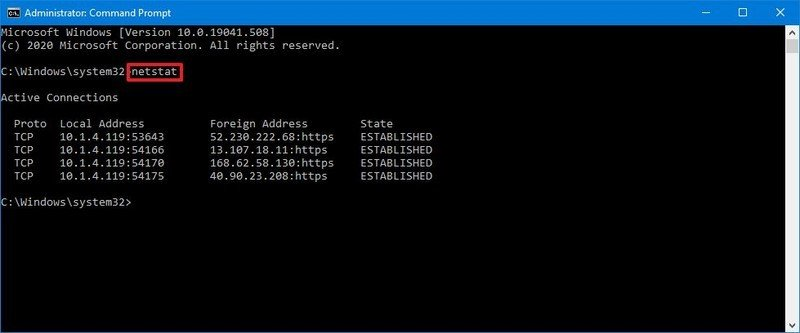 Administrator: Command Prompt
Microsoft Windows [Version 10.0.19041.508]
(c) 2020 Microsoft Corporation. All rights reserved.
C:\Windows\system32>netstat
Active Connections
Proto  Local Address          Foreign Address        State
TCP    10.1.4.119:53643       52.230.222.68:https    ESTABLISHED
TCP    10.1.4.119:54166       13.107.18.11:https     ESTABLISHED
TCP    10.1.4.119:54170       168.62.58.130:https    ESTABLISHED
TCP    10.1.4.119:54175       40.90.23.208:https     ESTABLISHED
C:\Windows\system32>